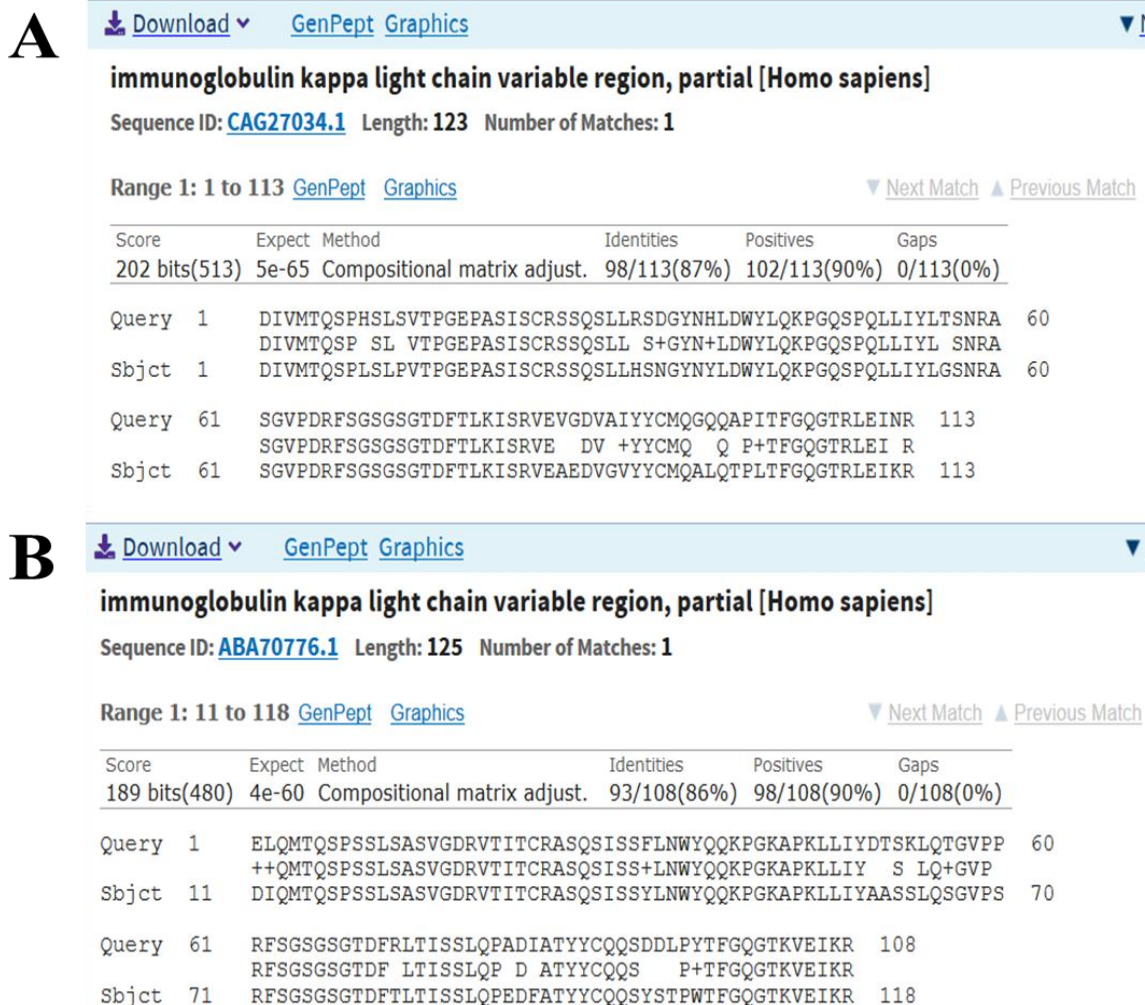 A
Download GenPept Graphics
immunoglobulin kappa light chain variable region, partial [Homo sapiens]
Sequence ID: CAG27034.1 Length: 123 Number of Matches: 1
Range 1: 1 to 113 GenPept Graphics Next Match Previous Match
Score Expect Method Identities Positives Gaps
202 bits(513) 5e-65 Compositional matrix adjust. 98/113(87%) 102/113(90%) 0/113(0%)
Query 1 DIVMTQSPHSLSVTPGEPASISCRSSQSLLRSDGYNHLDWYLQKPGQSPQLLIYLTSNRA 60
DIVMTQSP SL VTPGEPASISCRSSQSLL S+GYN+LDWYLQKPGQSPQLLIYL SNRA
Sbjct 1 DIVMTQSPLSLPVTPGEPASISCRSSQSLLHSNGYNYLDWYLQKPGQSPQLLIYLGSNRA 60
Query 61 SGVPDRFSGSGSGTDFTLKISRVEVGDVAIYYCMQGQQAPITFGQGTRLEINR 113
SGVPDRFSGSGSGTDFTLKISRVE DV +YYCMQ Q P+TFGQGTRLEI R
Sbjct 61 SGVPDRFSGSGSGTDFTLKISRVEAEDVGVYYCMQALQTPLTFGQGTRLEIKR 113
B
Download GenPept Graphics
immunoglobulin kappa light chain variable region, partial [Homo sapiens]
Sequence ID: ABA70776.1 Length: 125 Number of Matches: 1
Range 1: 11 to 118 GenPept Graphics Next Match Previous Match
Score Expect Method Identities Positives Gaps
189 bits(480) 4e-60 Compositional matrix adjust. 93/108(86%) 98/108(90%) 0/108(0%)
Query 1 ELQMTQSPSSLSASVGDRVTITCRASQSISSFLNWYQQKPGKAPKLLIYDTSKLQTGVPP 60
++QMTQSPSSLSASVGDRVTITCRASQSISS+LNWYQQKPGKAPKLLIY S LQ+GVP
Sbjct 11 DIQMTQSPSSLSASVGDRVTITCRASQSISSYLNWYQQKPGKAPKLLIYAASSLQSGVPS 70
Query 61 RFSGSGSGTDFRLTISSLQPADIATYYCQQSDDLPYTFGQGTKVEIKR 108
RFSGSGSGTDF LTISSLQP D ATYYCQQS P+TFGQGTKVEIKR
Sbjct 71 RFSGSGSGTDFTLTISSLQPEDFATYYCQQSYSTPWTFGQGTKVEIKR 118